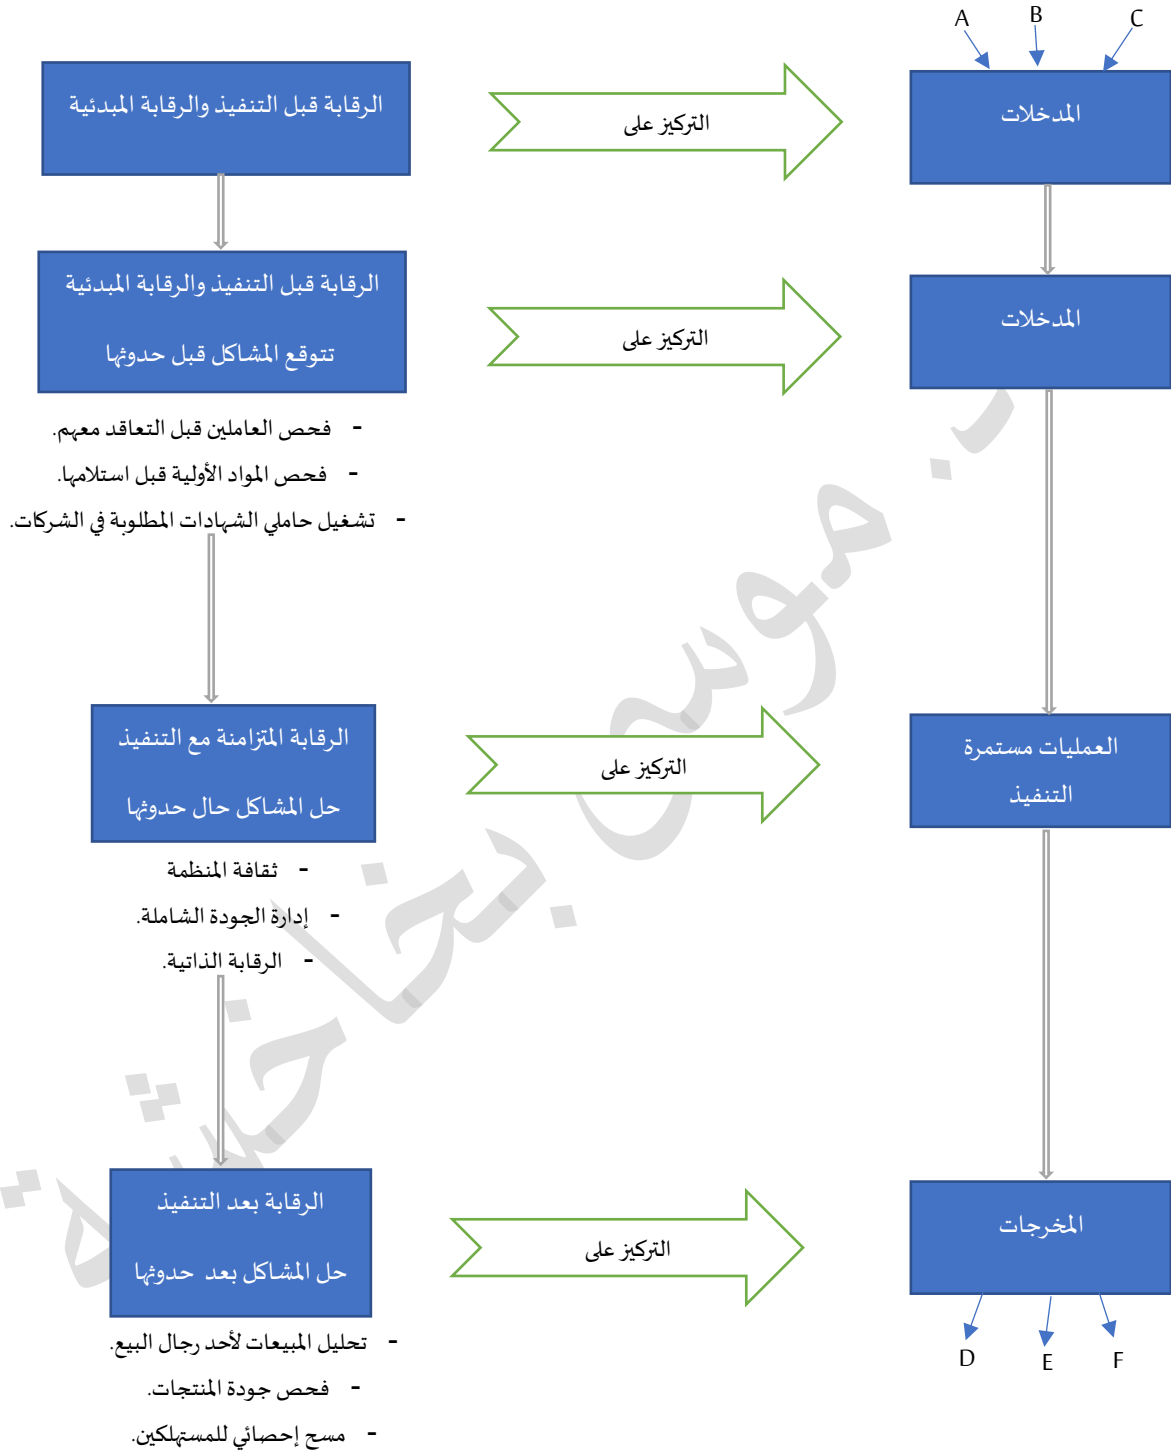 A
B
C
الرقابة قبل التنفيذ والرقابة المبدئية
التركيز على
المدخلات
الرقابة قبل التنفيذ والرقابة المبدئية
تتوقع المشاكل قبل حدوثها
التركيز على
المدخلات
- فحص العاملين قبل التعاقد معهم.
- فحص المواد الأولية قبل استلامها.
- تشغيل حاملي الشهادات المطلوبة في الشركات.
الرقابة المتزامنة مع التنفيذ
حل المشاكل حال حدوثها
التركيز على
العمليات مستمرة
التنفيذ
- ثقافة المنظمة
- إدارة الجودة الشاملة.
- الرقابة الذاتية.
الرقابة بعد التنفيذ
حل المشاكل بعد حدوثها
التركيز على
المخرجات
- تحليل المبيعات لأحد رجال البيع.
- فحص جودة المنتجات.
- مسح إحصائي للمستهلكين.
D
E
F